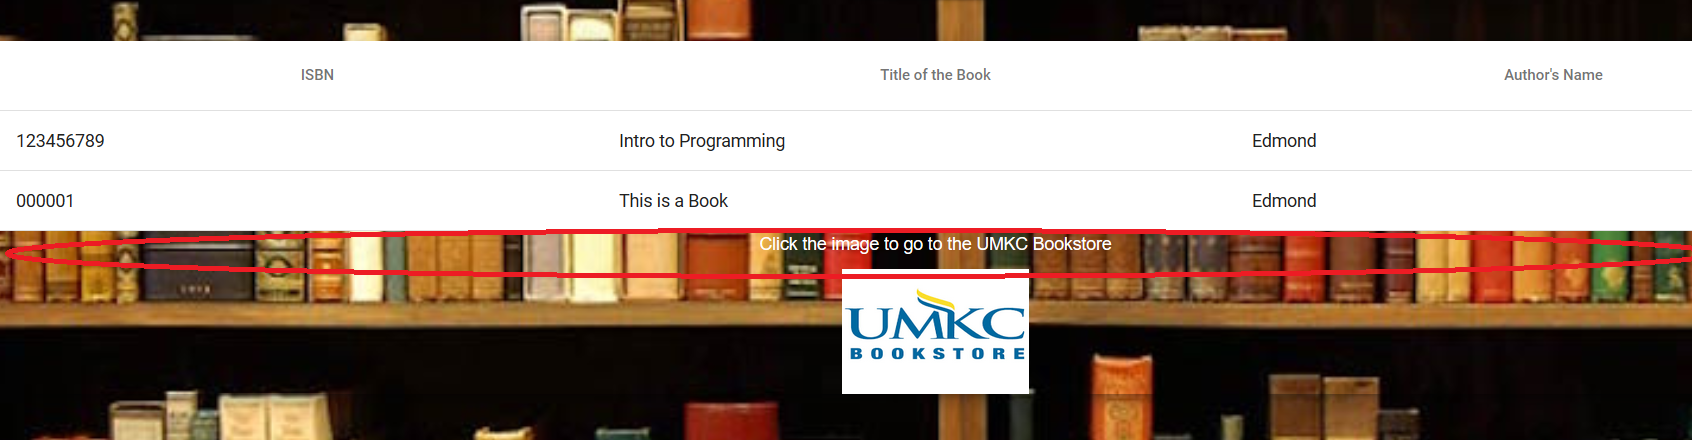 ISBN Title of the Book Author's Name
123456789 Intro to Programming Edmond
000001 This is a Book Edmond
Click the image to go to the UMKC Bookstore
UMKC
BOOKSTORE